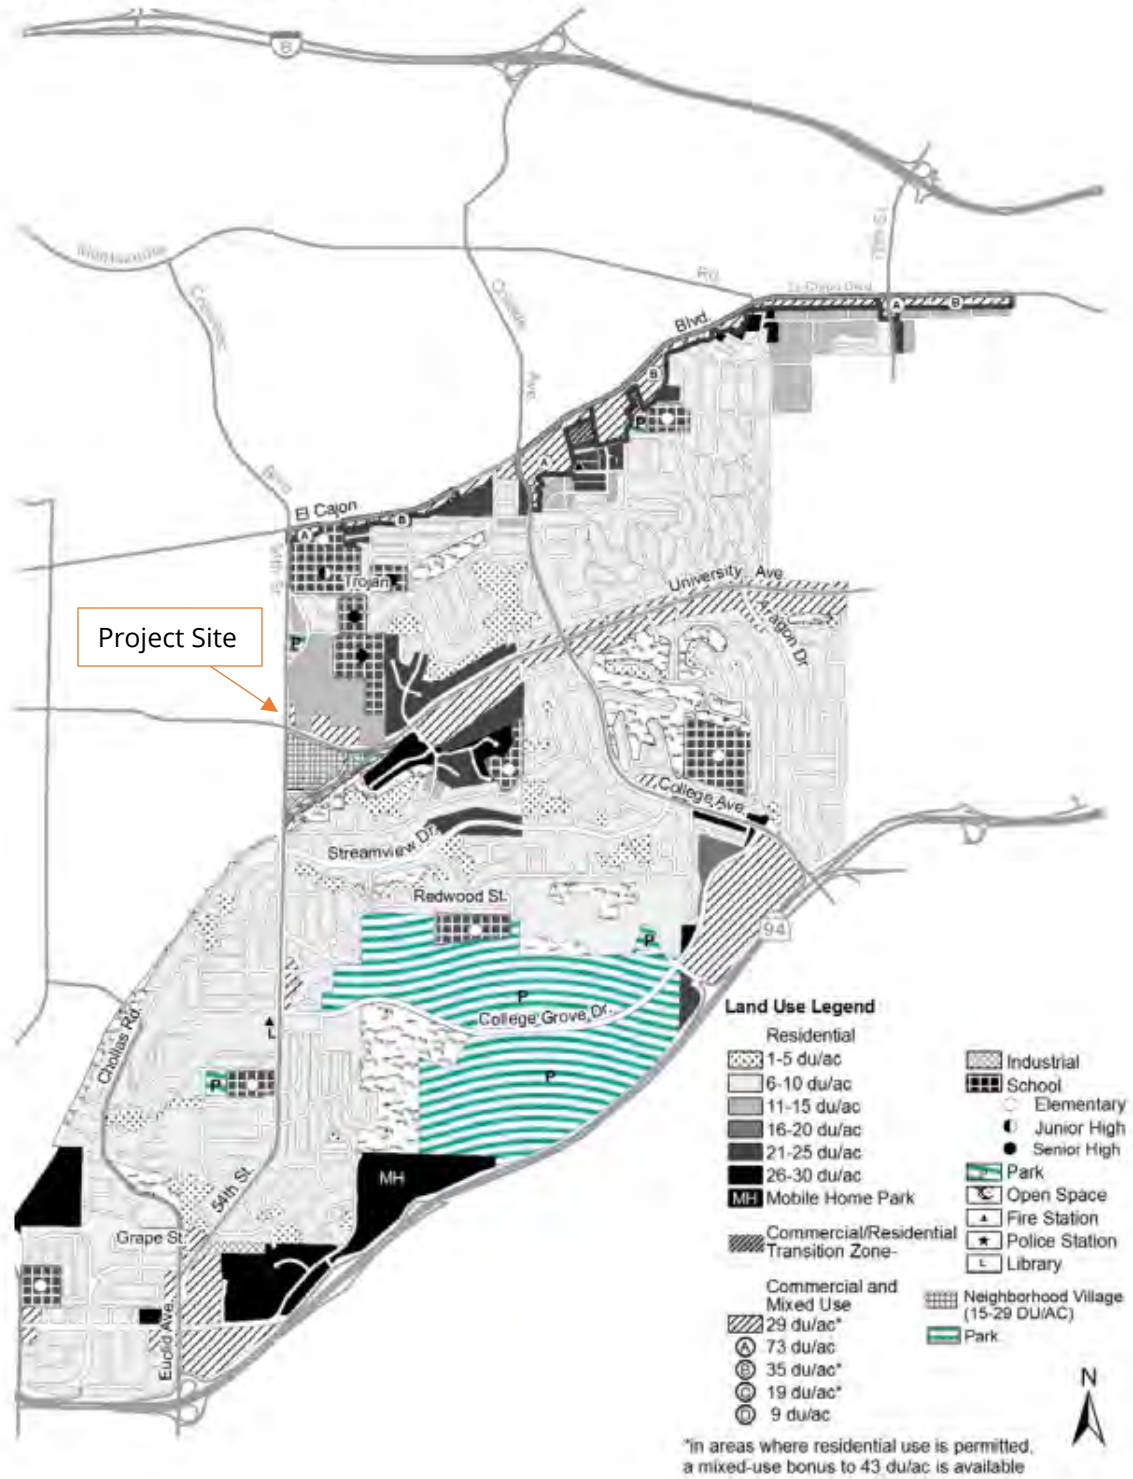 8
Rd.
Blvd.
B
A
B
Ave.
P
A
El Cajon
A
B
Trojan
University Ave.
Aragon Dr
Project Site
P
College Ave.
Streamview Dr.
Redwood St.
94
P
P
College Grove Dr.
Chollas Rd.
L
P
P
MH
54th St.
Grape St.
Euclid Ave.
Land Use Legend
Residential
1-5 du/ac
6-10 du/ac
11-15 du/ac
16-20 du/ac
21-25 du/ac
26-30 du/ac
MH Mobile Home Park
Commercial/Residential
Transition Zone-
Commercial and
Mixed Use
29 du/ac*
A 73 du/ac
B 35 du/ac*
C 19 du/ac*
D 9 du/ac
Industrial
School
Elementary
Junior High
Senior High
Park
Open Space
Fire Station
Police Station
L Library
Neighborhood Village
(15-29 DU/AC)
Park
N
*in areas where residential use is permitted,
a mixed-use bonus to 43 du/ac is available